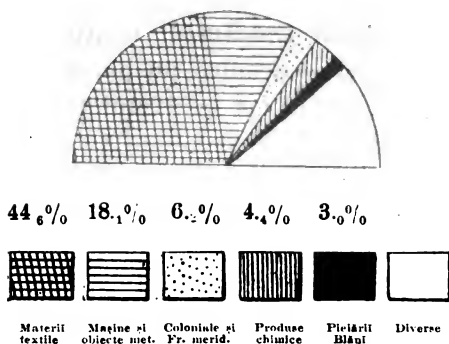 44 6% 18.1% 6.2% 4.4% 3.0%
Materii Mașine și Coloniale și Produse Pielării Diverse
textile obiecte met. Fr. merid. chimice Blăni